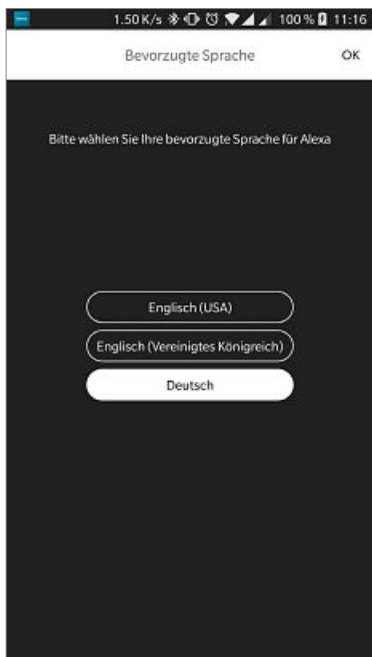 1.50 K/s 100 % 11:16
Bevorzugte Sprache OK
Bitte wählen Sie Ihre bevorzugte Sprache für Alexa
Englisch (USA)
Englisch (Vereinigtes Königreich)
Deutsch